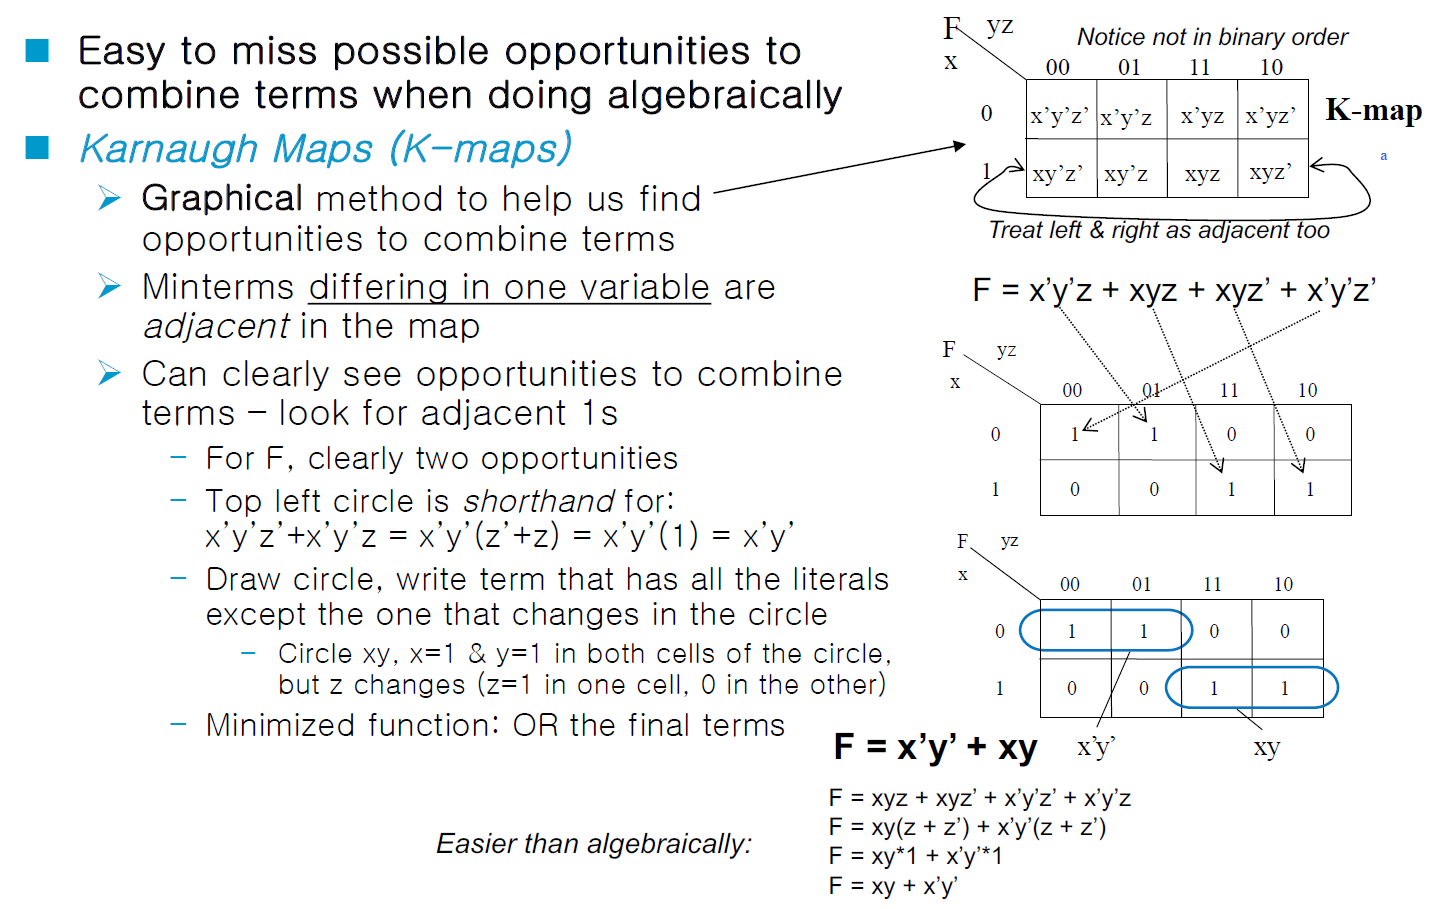 Easy to miss possible opportunities to
combine terms when doing algebraically
Karnaugh Maps (K-maps)
Graphical method to help us find
opportunities to combine terms
Minterms differing in one variable are
adjacent in the map
Can clearly see opportunities to combine
terms – look for adjacent 1s
– For F, clearly two opportunities
– Top left circle is shorthand for:
x'y'z'+x'y'z = x'y'(z'+z) = x'y'(1) = x'y'
– Draw circle, write term that has all the literals
except the one that changes in the circle
– Circle xy, x=1 & y=1 in both cells of the circle,
but z changes (z=1 in one cell, 0 in the other)
– Minimized function: OR the final terms
Easier than algebraically:
F yz
Notice not in binary order
x
00 01 11 10
0 x'y'z' x'y'z x'yz x'yz'
K-map
a
1 xy'z' xy'z xyz xyz'
Treat left & right as adjacent too
F = x'y'z + xyz + xyz' + x'y'z'
F yz
x
00 01 11 10
0 1 1 0 0
1 0 0 1 1
F yz
x
00 01 11 10
0 1 1 0 0
1 0 0 1 1
F = x'y' + xy
x'y' xy
F = xyz + xyz' + x'y'z' + x'y'z
F = xy(z + z') + x'y'(z + z')
F = xy*1 + x'y'*1
F = xy + x'y'